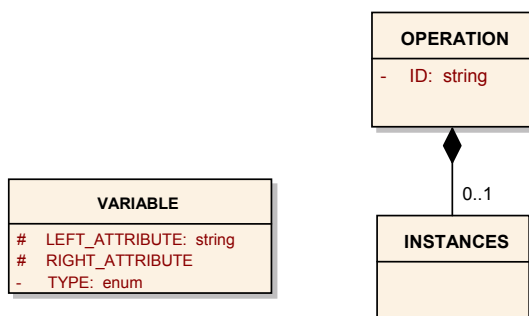 OPERATION
- ID: string
0..1
VARIABLE
# LEFT_ATTRIBUTE: string
# RIGHT_ATTRIBUTE
- TYPE: enum
INSTANCES